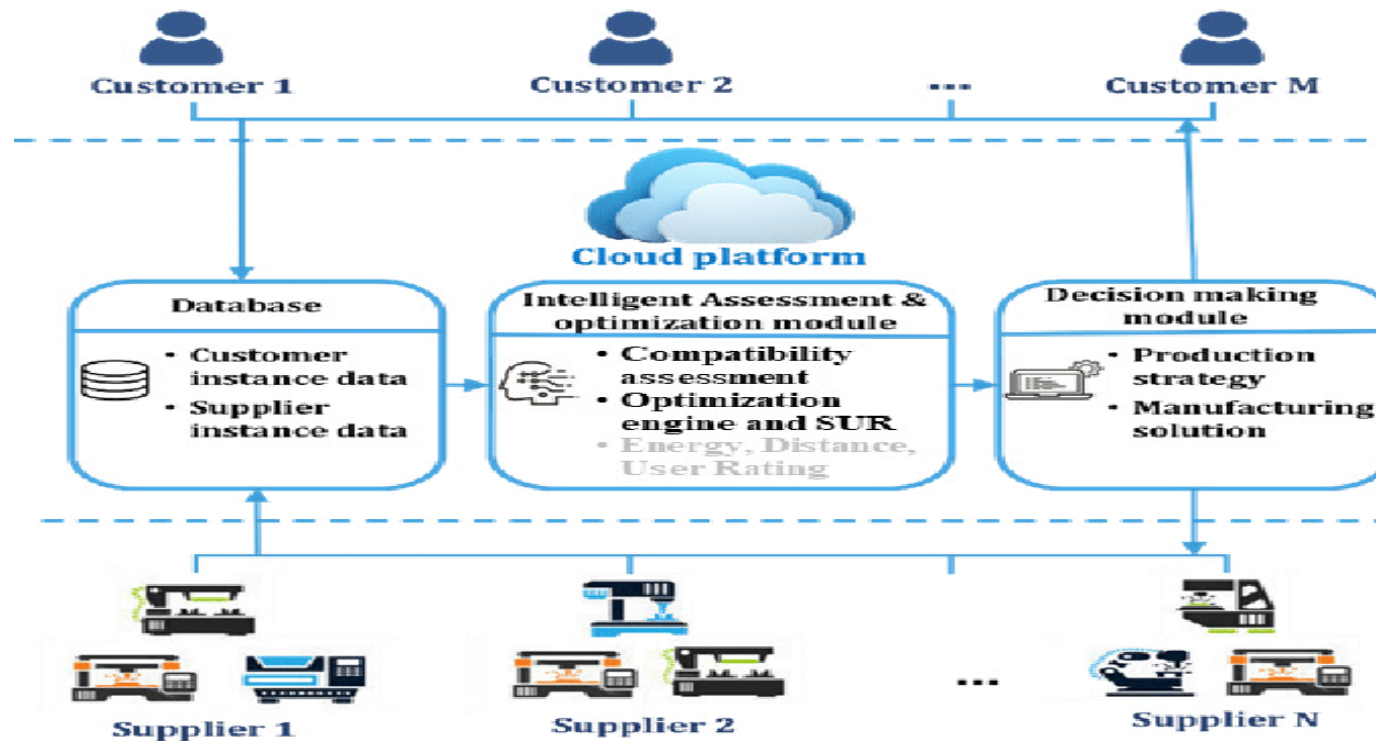 Customer 1
Customer 2
...
Customer M
Cloud platform
Database
• Customer
instance data
• Supplier
instance data
Intelligent Assessment &
optimization module
• Compatibility
assessment
• Optimization
engine and SUR
• Energy, Distance,
User Rating
Decision making
module
• Production
strategy
• Manufacturing
solution
Supplier 1
Supplier 2
...
Supplier N